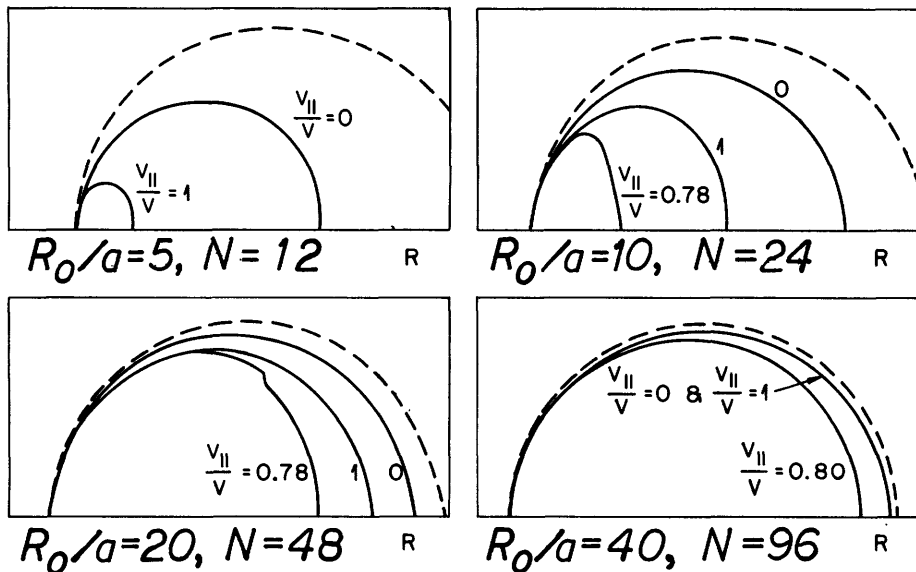 V||/V = 0
V||/V = 1
R
R₀/a=5, N=12
0
1
V||/V = 0.78
R
R₀/a=10, N=24
V||/V = 0.78
1
0
R
R₀/a=20, N=48
V||/V = 0 & V||/V = 1
V||/V = 0.80
R
R₀/a=40, N=96